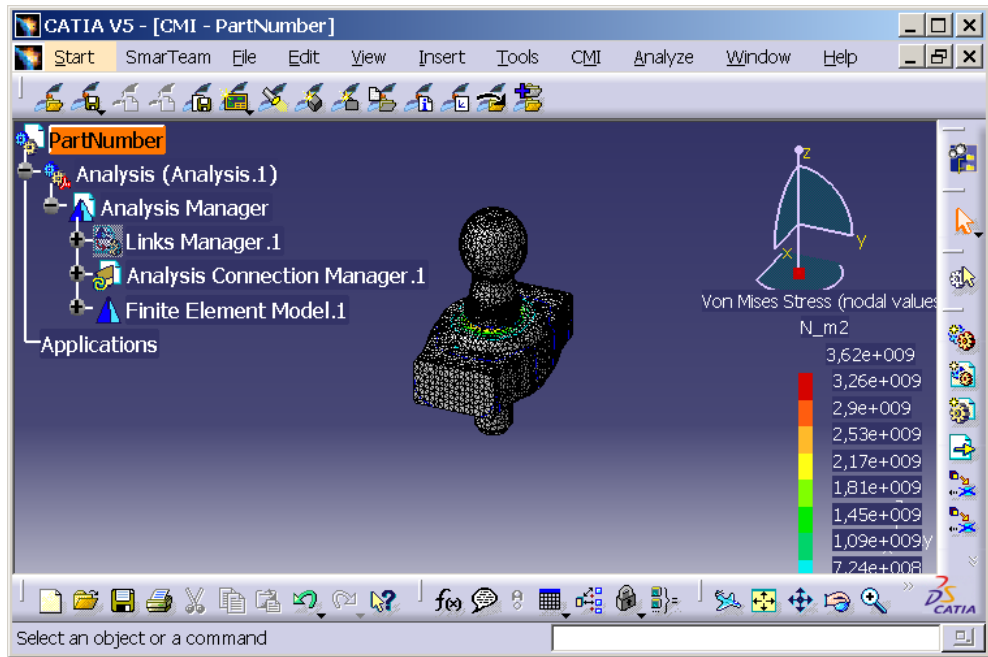 CATIA V5 - [CMI - PartNumber]
Start SmarTeam File Edit View Insert Tools CMI Analyze Window Help
PartNumber
Analysis (Analysis.1)
Analysis Manager
Links Manager.1
Analysis Connection Manager.1
Finite Element Model.1
Applications
z
y
x
Von Mises Stress (nodal values
N_m2
3,62e+009
3,26e+009
2,9e+009
2,53e+009
2,17e+009
1,81e+009
1,45e+009
1,09e+009
y
7,24e+008
f(x)
DS
CATIA
Select an object or a command